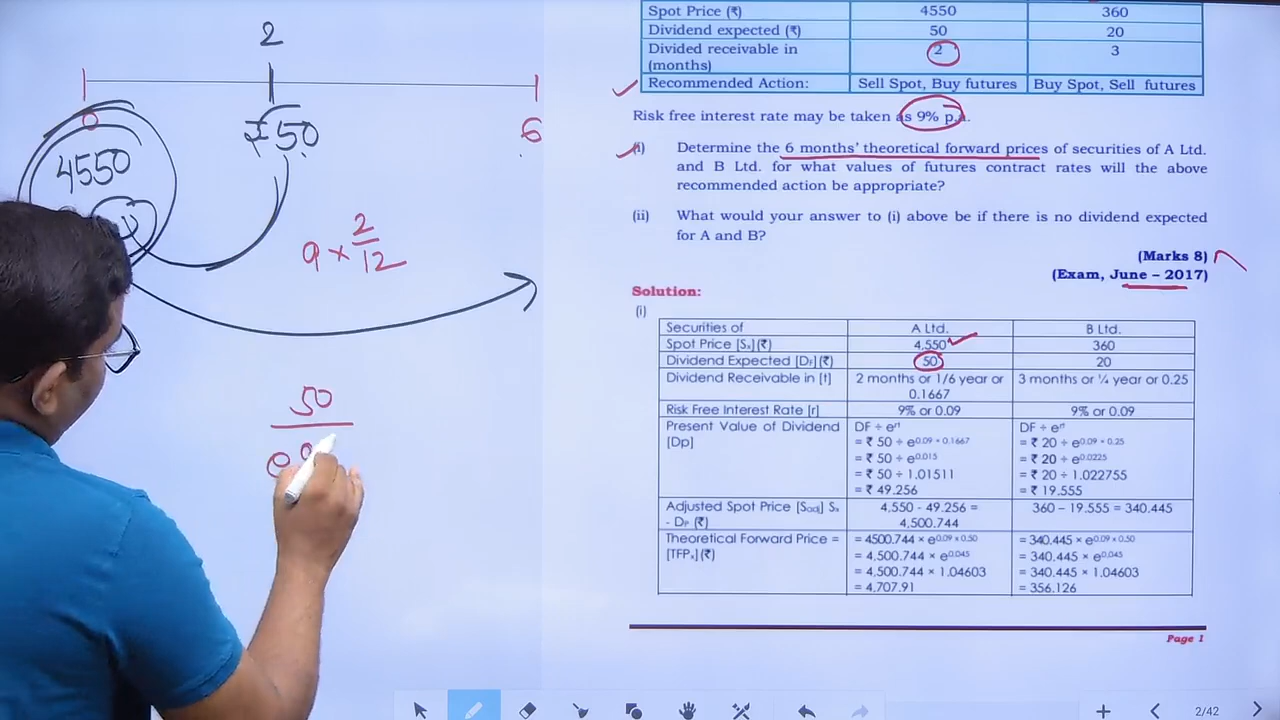 2
0
6
4550
₹50
9 × 2/12
50
e
Spot Price (₹) 4550 360
Dividend expected (₹) 50 20
Divided receivable in (months) 2 3
Recommended Action: Sell Spot, Buy futures Buy Spot, Sell futures
Risk free interest rate may be taken as 9% p.a.
(i) Determine the 6 months' theoretical forward prices of securities of A Ltd.
and B Ltd. for what values of futures contract rates will the above
recommended action be appropriate?
(ii) What would your answer to (i) above be if there is no dividend expected
for A and B?
(Marks 8)
(Exam, June – 2017)
Solution:
(i)
Securities of A Ltd. B Ltd.
Spot Price [Sₓ](₹) 4,550 360
Dividend Expected [DF](₹) 50 20
Dividend Receivable in [t] 2 months or 1/6 year or 0.1667 3 months or ¼ year or 0.25
Risk Free Interest Rate [r] 9% or 0.09 9% or 0.09
Present Value of Dividend [Dp] DF ÷ e^rt DF ÷ e^rt
= ₹ 50 ÷ e^0.09 × 0.1667 = ₹ 20 ÷ e^0.09 × 0.25
= ₹ 50 ÷ e^0.015 = ₹ 20 ÷ e^0.0225
= ₹ 50 ÷ 1.01511 = ₹ 20 ÷ 1.022755
= ₹ 49.256 = ₹ 19.555
Adjusted Spot Price [Sadj] Sₓ - Dp (₹) 4,550 - 49.256 = 4,500.744 360 – 19.555 = 340.445
Theoretical Forward Price = [TFPₓ](₹) = 4500.744 × e^0.09 × 0.50 = 340.445 × e^0.09 × 0.50
= 4,500.744 × e^0.045 = 340.445 × e^0.045
= 4,500.744 × 1.04603 = 340.445 × 1.04603
= 4,707.91 = 356.126
Page 1
2/42